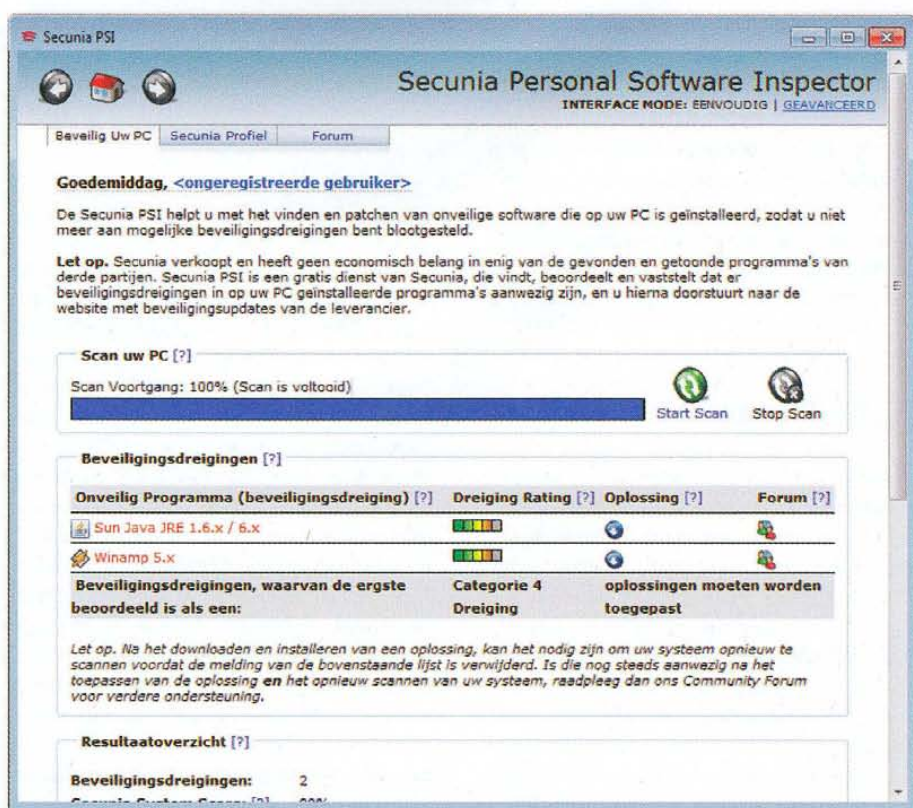 Secunia PSI
Secunia Personal Software Inspector
INTERFACE MODE: EENVOUDIG | GEAVANCEERD
Beveilig Uw PC Secunia Profiel Forum
Goedemiddag, <ongeregistreerde gebruiker>
De Secunia PSI helpt u met het vinden en patchen van onveilige software die op uw PC is geïnstalleerd, zodat u niet
meer aan mogelijke beveiligingsdreigingen bent blootgesteld.
Let op. Secunia verkoopt en heeft geen economisch belang in enig van de gevonden en getoonde programma's van
derde partijen. Secunia PSI is een gratis dienst van Secunia, die vindt, beoordeelt en vaststelt dat er
beveiligingsdreigingen in op uw PC geïnstalleerde programma's aanwezig zijn, en u hierna doorstuurt naar de
website met beveiligingsupdates van de leverancier.
Scan uw PC [?]
Scan Voortgang: 100% (Scan is voltooid)
Start Scan Stop Scan
Beveiligingsdreigingen [?]
Onveilig Programma (beveiligingsdreiging) [?] Dreiging Rating [?] Oplossing [?] Forum [?]
Sun Java JRE 1.6.x / 6.x
Winamp 5.x
Beveiligingsdreigingen, waarvan de ergste Categorie 4 oplossingen moeten worden
beoordeeld is als een: Dreiging toegepast
Let op. Na het downloaden en installeren van een oplossing, kan het nodig zijn om uw systeem opnieuw te
scannen voordat de melding van de bovenstaande lijst is verwijderd. Is die nog steeds aanwezig na het
toepassen van de oplossing en het opnieuw scannen van uw systeem, raadpleeg dan ons Community Forum
voor verdere ondersteuning.
Resultaatoverzicht [?]
Beveiligingsdreigingen: 2